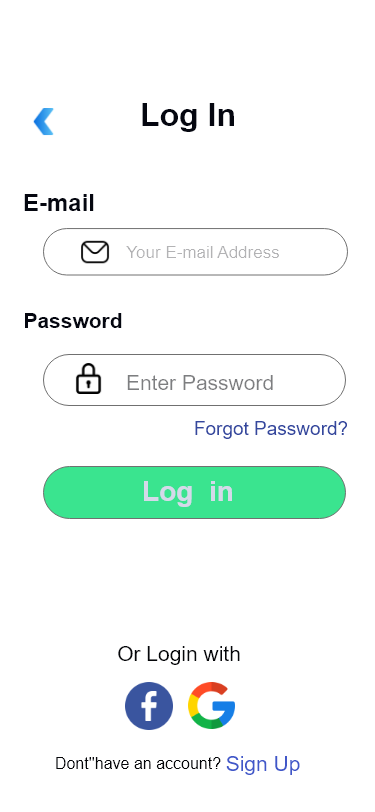 Log In
E-mail
Your E-mail Address
Password
Enter Password
Forgot Password?
Log  in
Or Login with
Dont"have an account? Sign Up